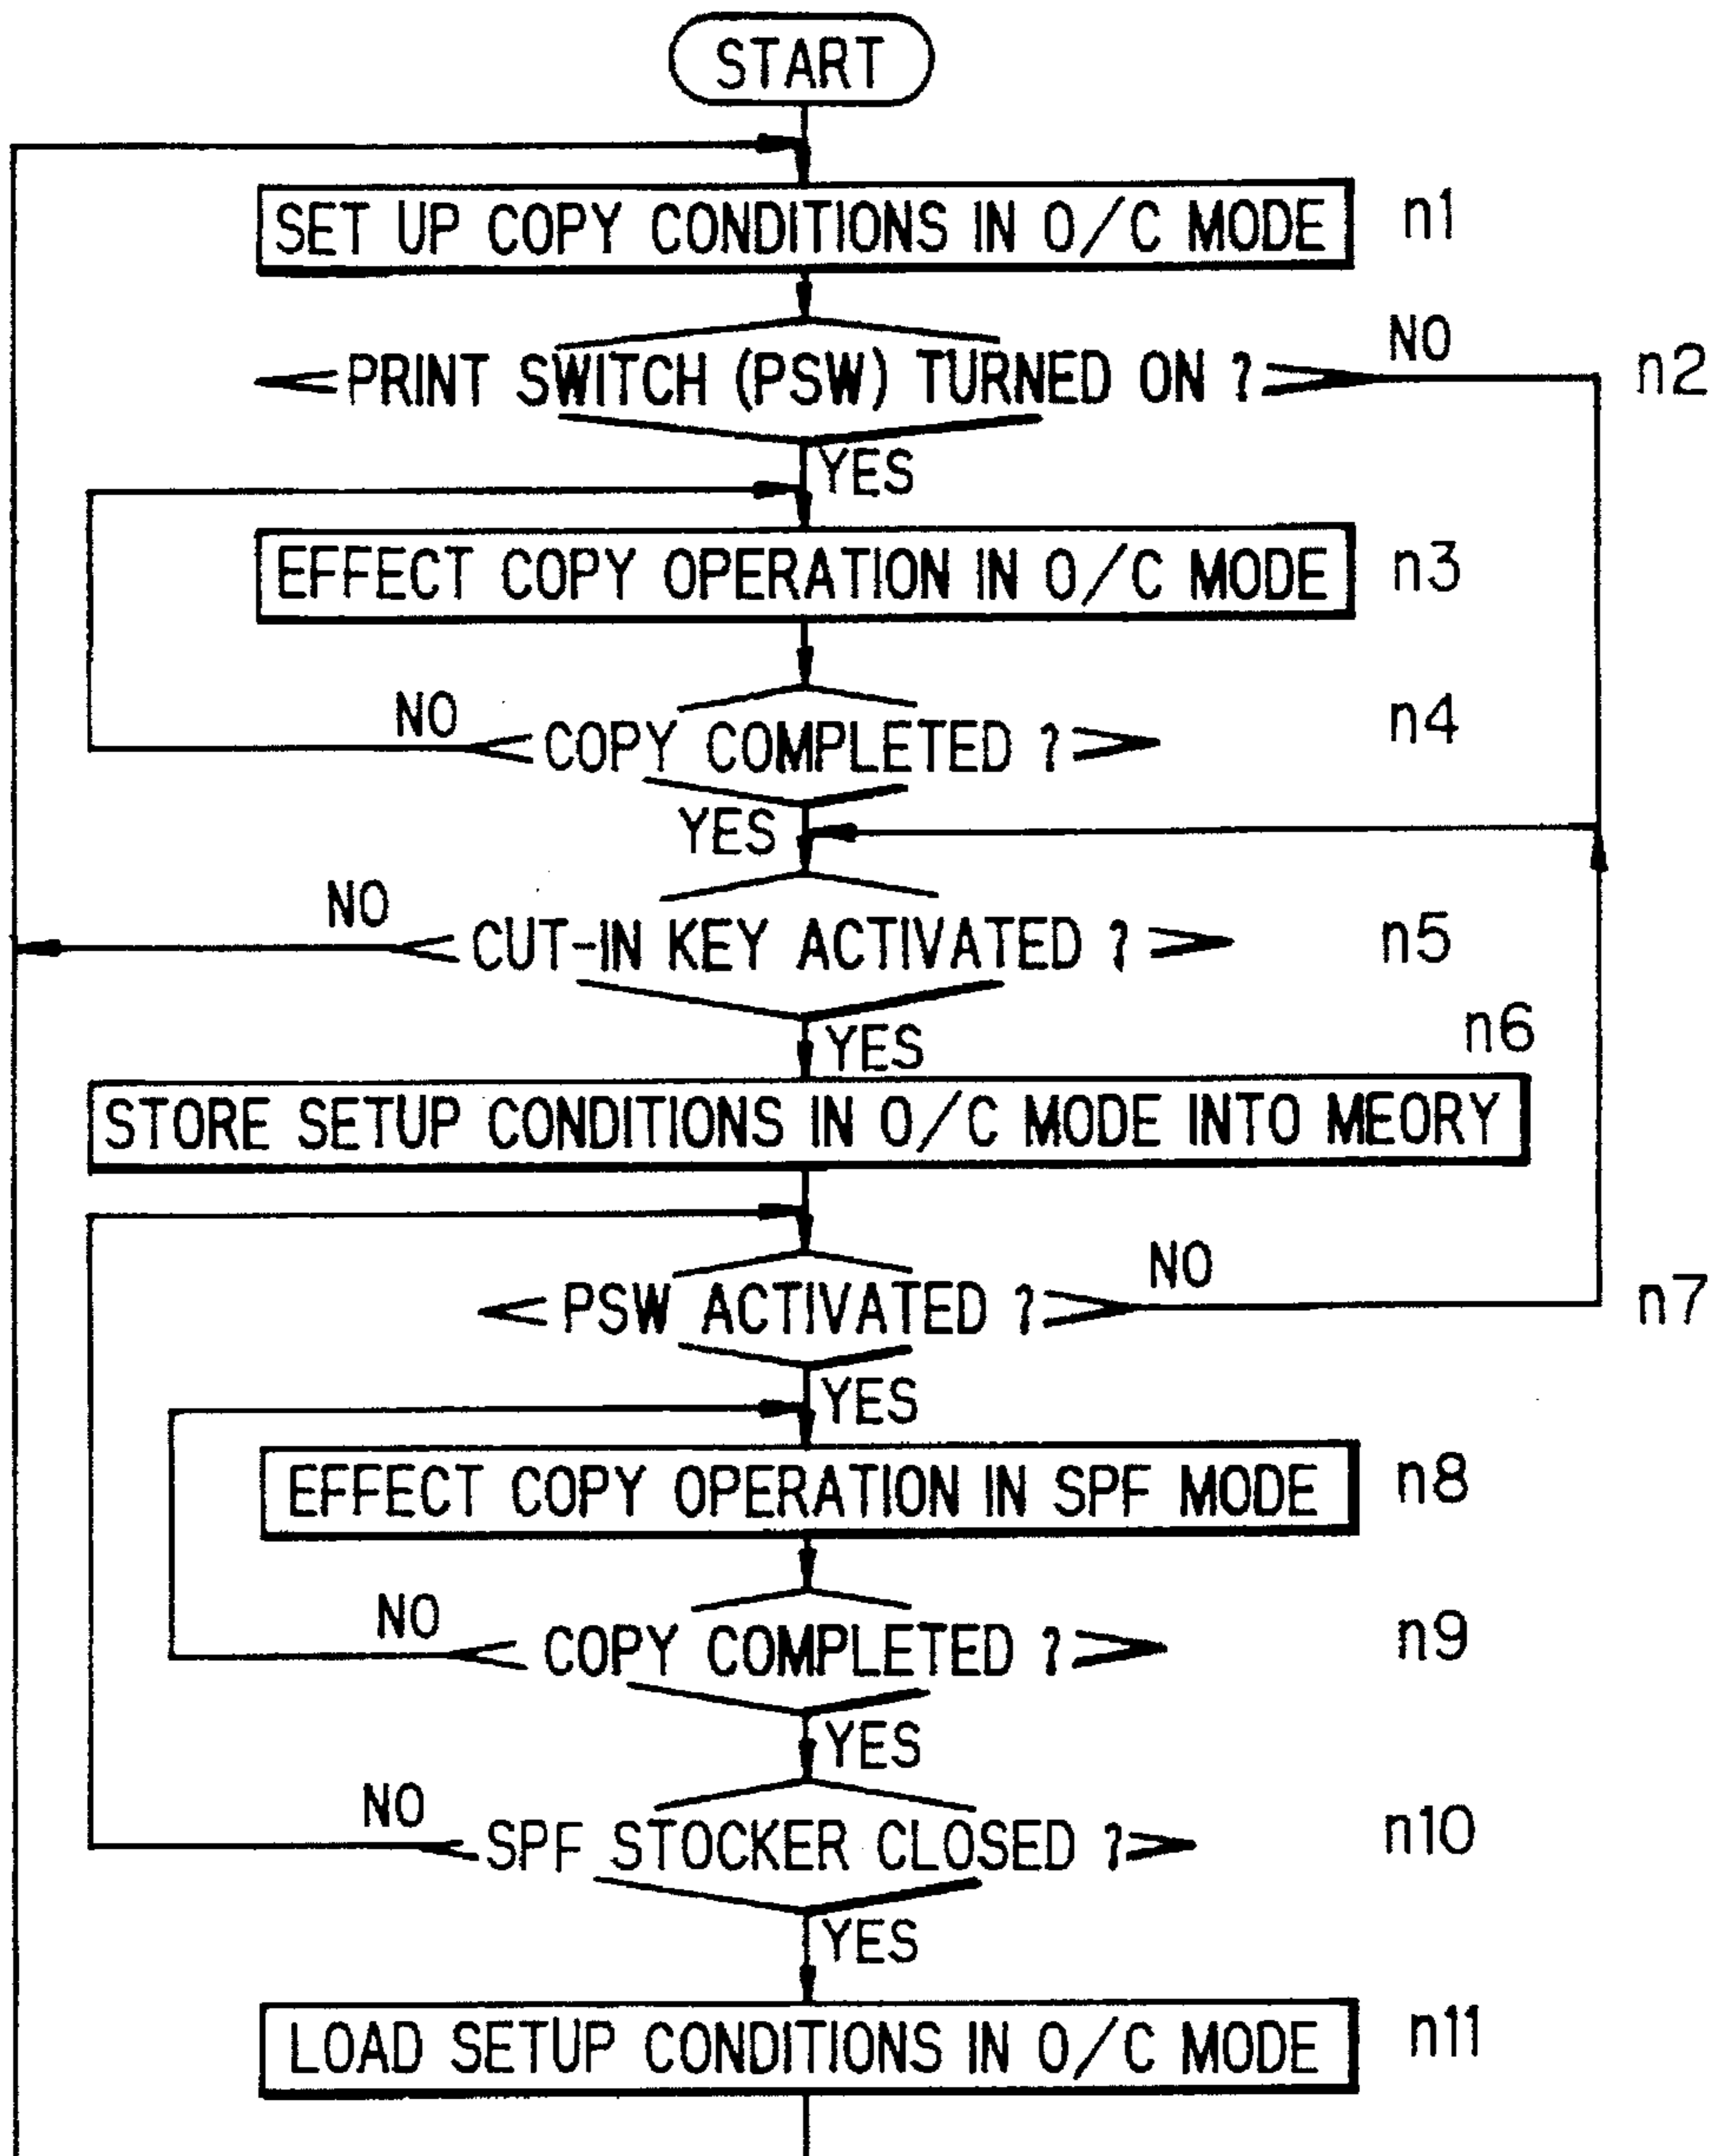 START
SET UP COPY CONDITIONS IN O/C MODE n1
PRINT SWITCH (PSW) TURNED ON ? NO n2
YES
EFFECT COPY OPERATION IN O/C MODE n3
NO COPY COMPLETED ? n4
YES
NO CUT-IN KEY ACTIVATED ? n5
YES n6
STORE SETUP CONDITIONS IN O/C MODE INTO MEORY
PSW ACTIVATED ? NO n7
YES
EFFECT COPY OPERATION IN SPF MODE n8
NO COPY COMPLETED ? n9
YES
NO SPF STOCKER CLOSED ? n10
YES
LOAD SETUP CONDITIONS IN O/C MODE n11